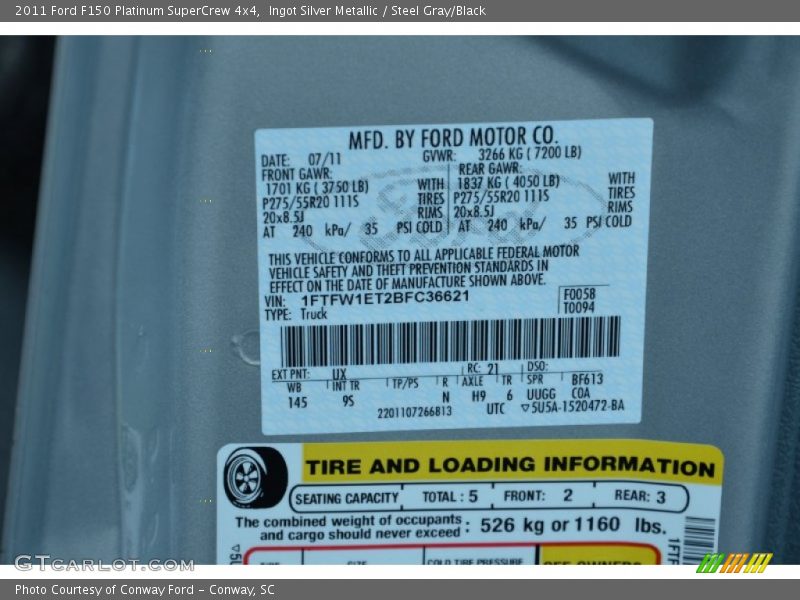 2011 Ford F150 Platinum SuperCrew 4x4, Ingot Silver Metallic / Steel Gray/Black
MFD. BY FORD MOTOR CO.
DATE: 07/11 GVWR: 3266 KG ( 7200 LB)
FRONT GAWR: REAR GAWR:
1701 KG ( 3750 LB) WITH 1837 KG ( 4050 LB) WITH
P275/55R20 111S TIRES P275/55R20 111S TIRES
20x8.5J RIMS 20x8.5J RIMS
AT 240 kPa/ 35 PSI COLD AT 240 kPa/ 35 PSI COLD
THIS VEHICLE CONFORMS TO ALL APPLICABLE FEDERAL MOTOR
VEHICLE SAFETY AND THEFT PREVENTION STANDARDS IN
EFFECT ON THE DATE OF MANUFACTURE SHOWN ABOVE.
VIN: 1FTFW1ET2BFC36621 F0058
TYPE: Truck T0094
EXT PNT: UX RC: 21 DSO:
WB INT TR TP/PS R AXLE TR SPR BF613
145 9S N H9 6 UUGG COA
2201107266813 UTC ▽5U5A-1520472-BA
TIRE AND LOADING INFORMATION
SEATING CAPACITY TOTAL : 5 FRONT: 2 REAR: 3
The combined weight of occupants
and cargo should never exceed : 526 kg or 1160 lbs.
COLD TIRE PRESSURE
SEE OWNERS
GTCarLot.com
Photo Courtesy of Conway Ford – Conway, SC